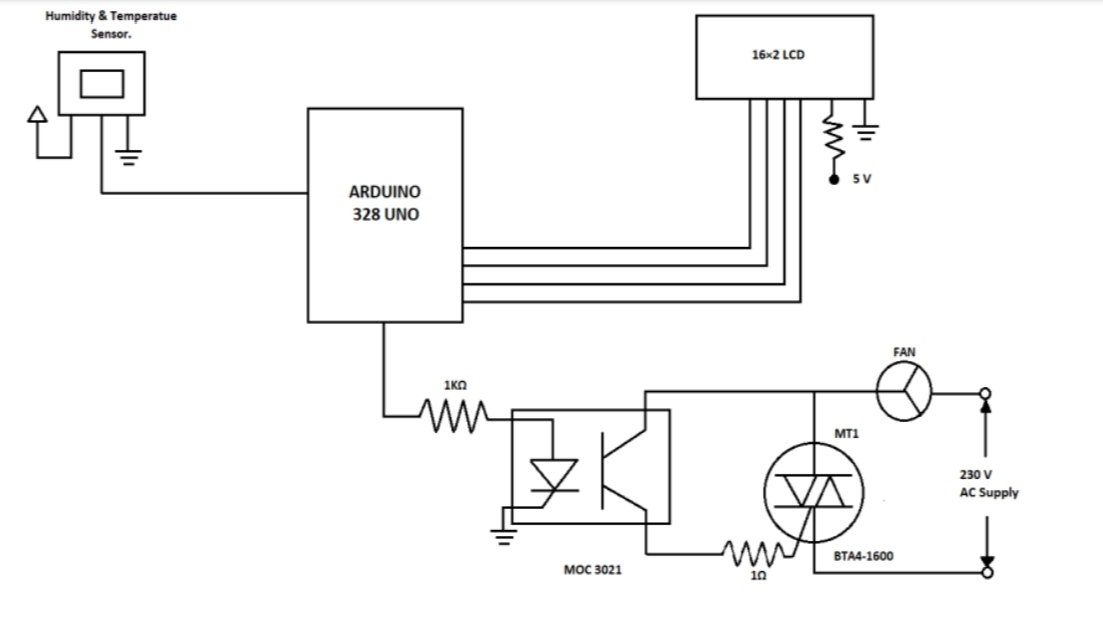 Humidity & Temperatue
Sensor.
16×2 LCD
ARDUINO
328 UNO
5 V
1KΩ
FAN
MT1
230 V
AC Supply
MOC 3021
1Ω
BTA4-1600